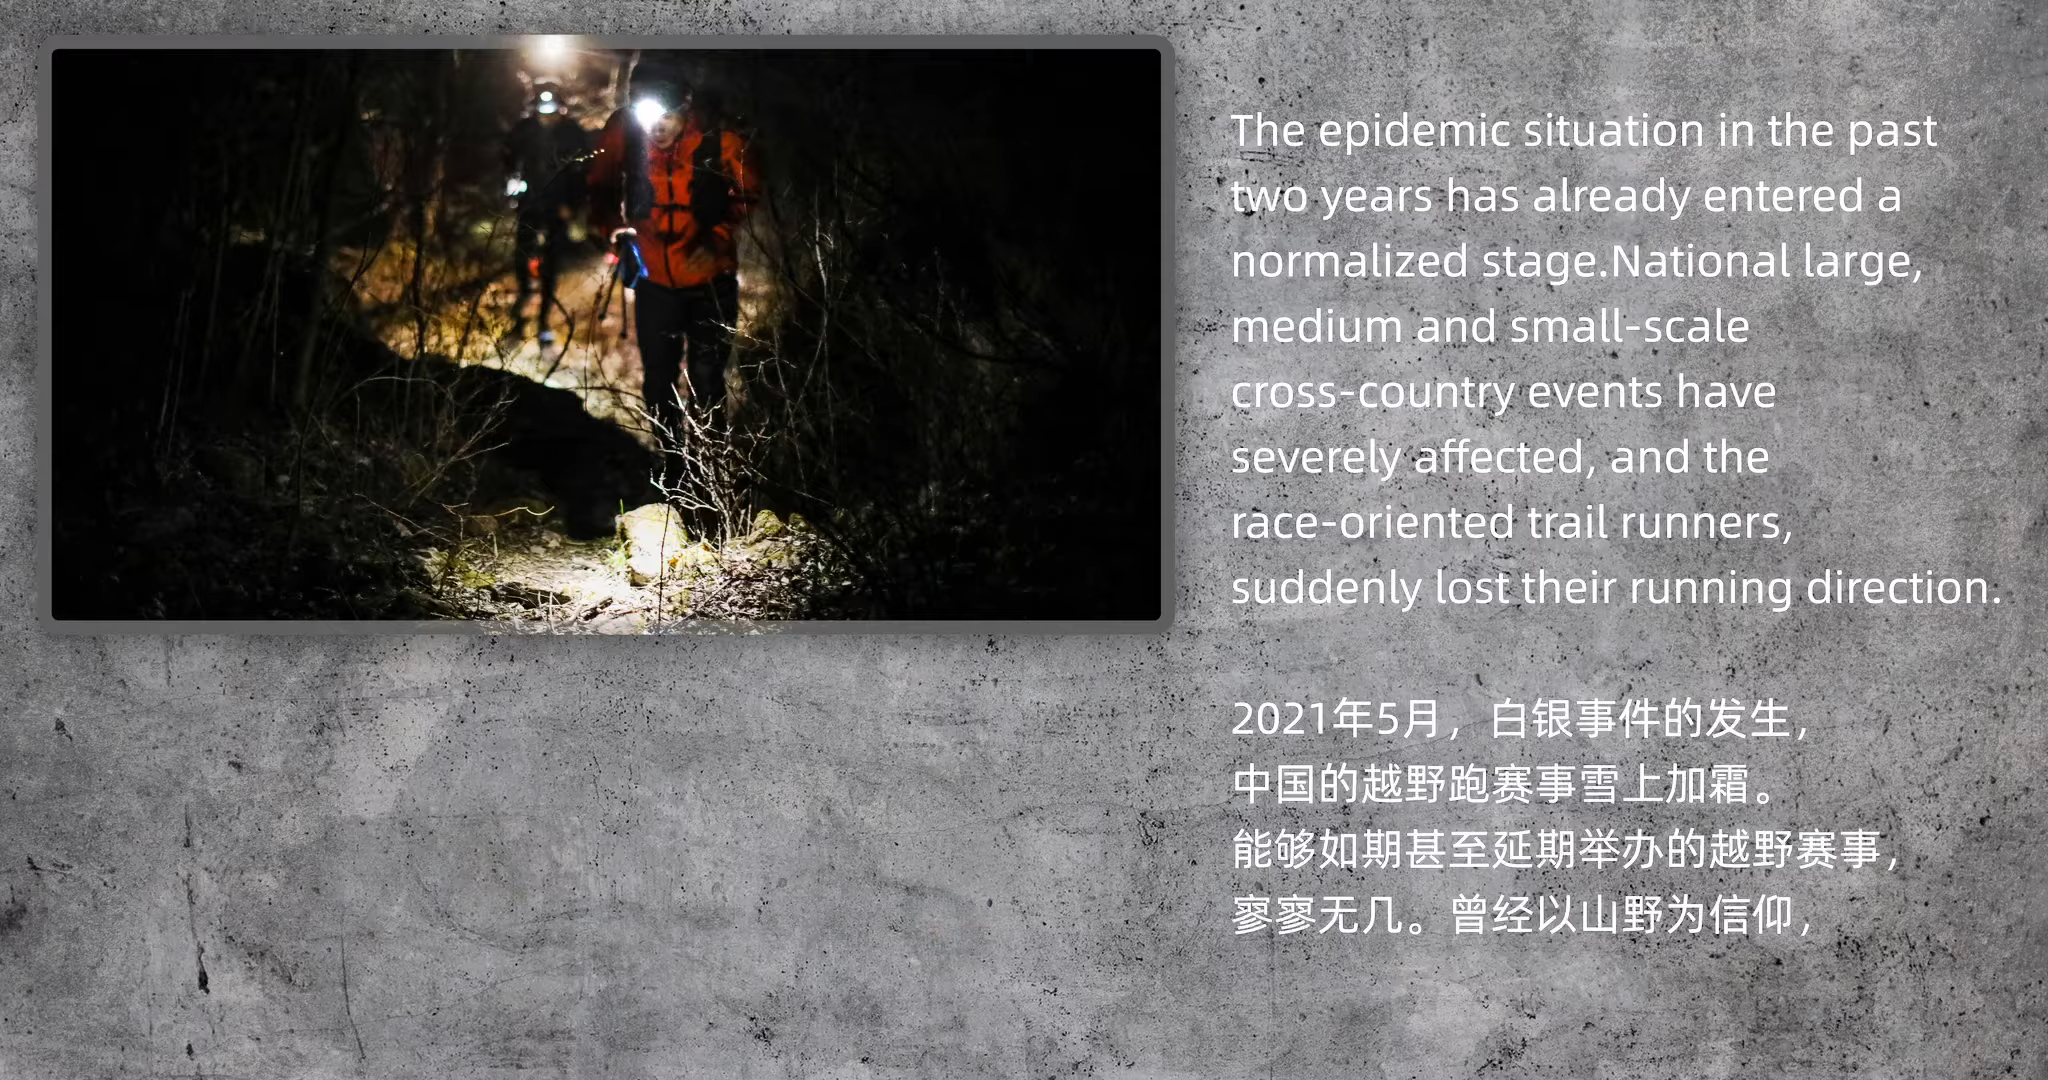 The epidemic situation in the past
two years has already entered a
normalized stage.National large,
medium and small-scale
cross-country events have
severely affected, and the
race-oriented trail runners,
suddenly lost their running direction.
2021年5月，白银事件的发生，
中国的越野跑赛事雪上加霜。
能够如期甚至延期举办的越野赛事，
寥寥无几。曾经以山野为信仰，